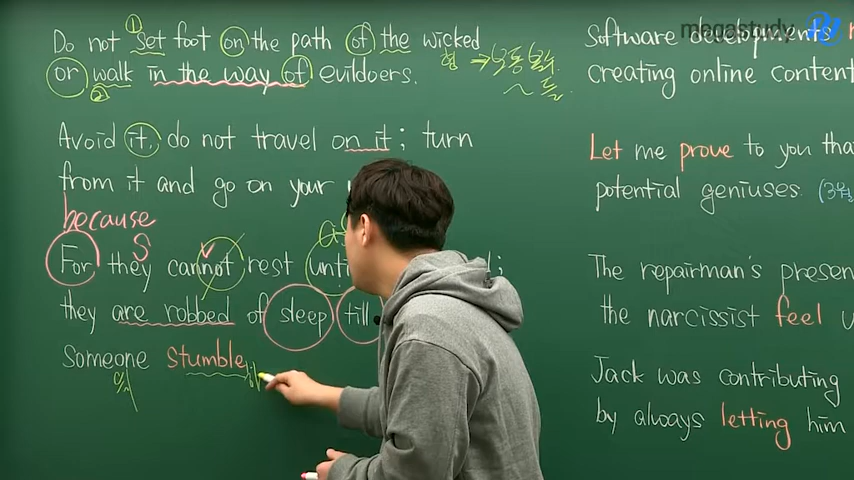 megastudy
①
Do not set foot on the path of the wicked
or walk in the way of evildoers.
②
Avoid it, do not travel on it; turn
from it and go on your
because
S
For they cannot rest unti
they are robbed of sleep till
someone stumble
Software developments
creating online content
Let me prove to you tha
potential geniuses.
The repairman's presen
the narcissist feel
Jack was contributing
by always letting him